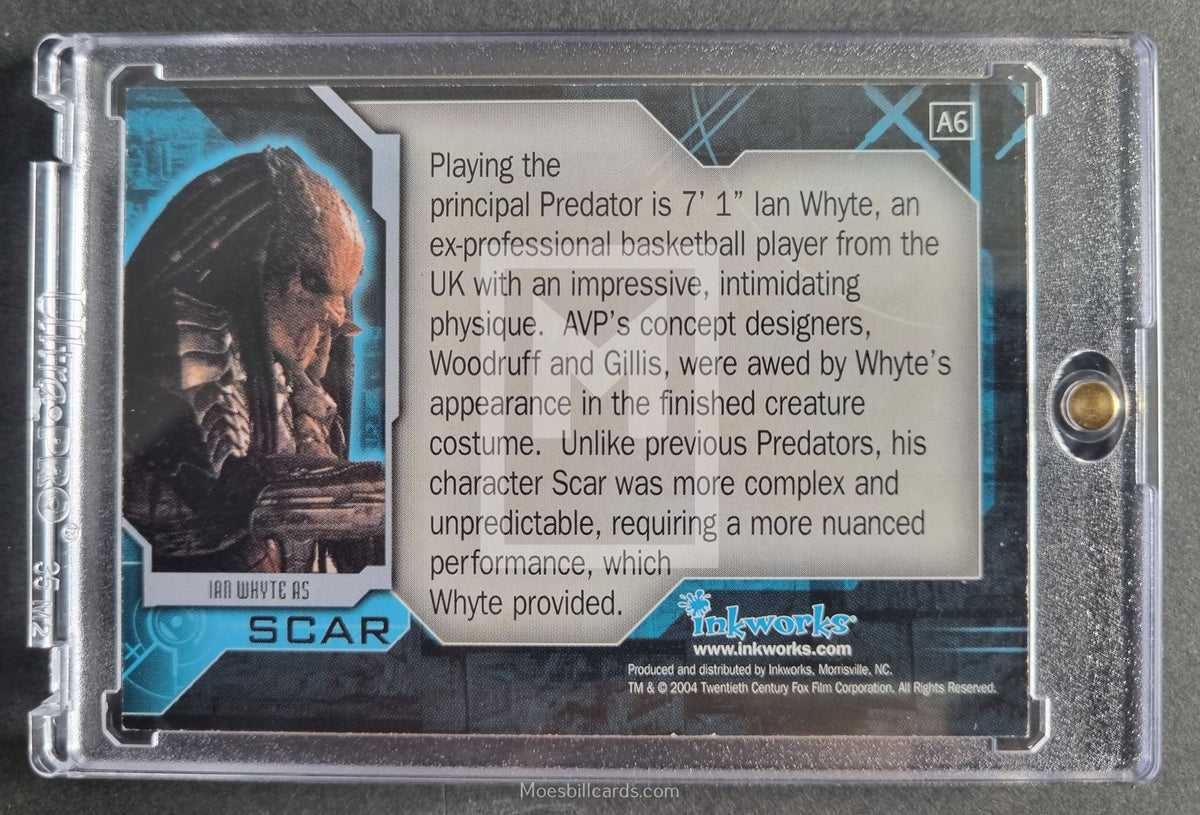 A6
Playing the
principal Predator is 7' 1" Ian Whyte, an
ex-professional basketball player from the
UK with an impressive, intimidating
physique.  AVP's concept designers,
Woodruff and Gillis, were awed by Whyte's
appearance in the finished creature
costume.  Unlike previous Predators, his
character Scar was more complex and
unpredictable, requiring a more nuanced
performance, which
Whyte provided.
IAN WHYTE AS
SCAR
inkworks
www.inkworks.com
Produced and distributed by Inkworks, Morrisville, NC.
TM & © 2004 Twentieth Century Fox Film Corporation. All Rights Reserved.
Ultra•PRO®
M
Moesbillcards.com